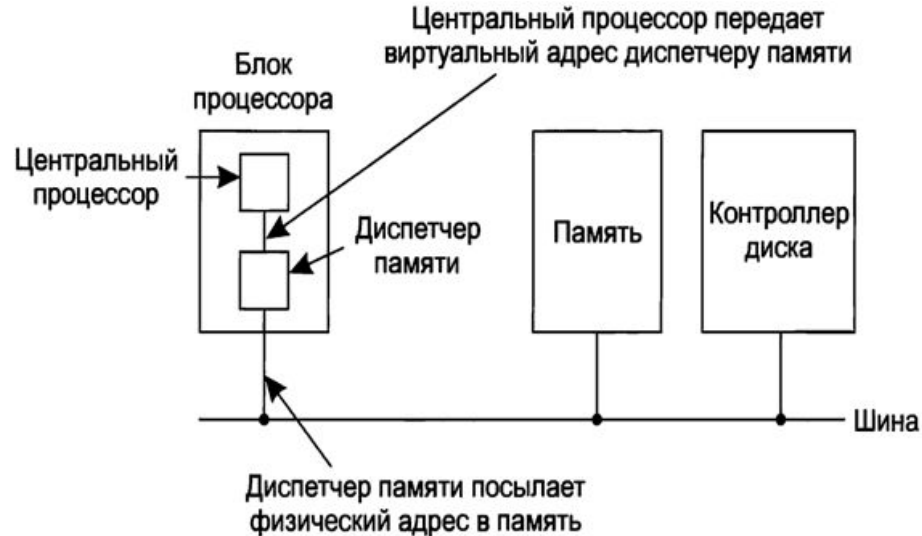 Центральный процессор передает
виртуальный адрес диспетчеру памяти
Блок
процессора
Центральный
процессор
Диспетчер
памяти
Память
Контроллер
диска
Шина
Диспетчер памяти посылает
физический адрес в память